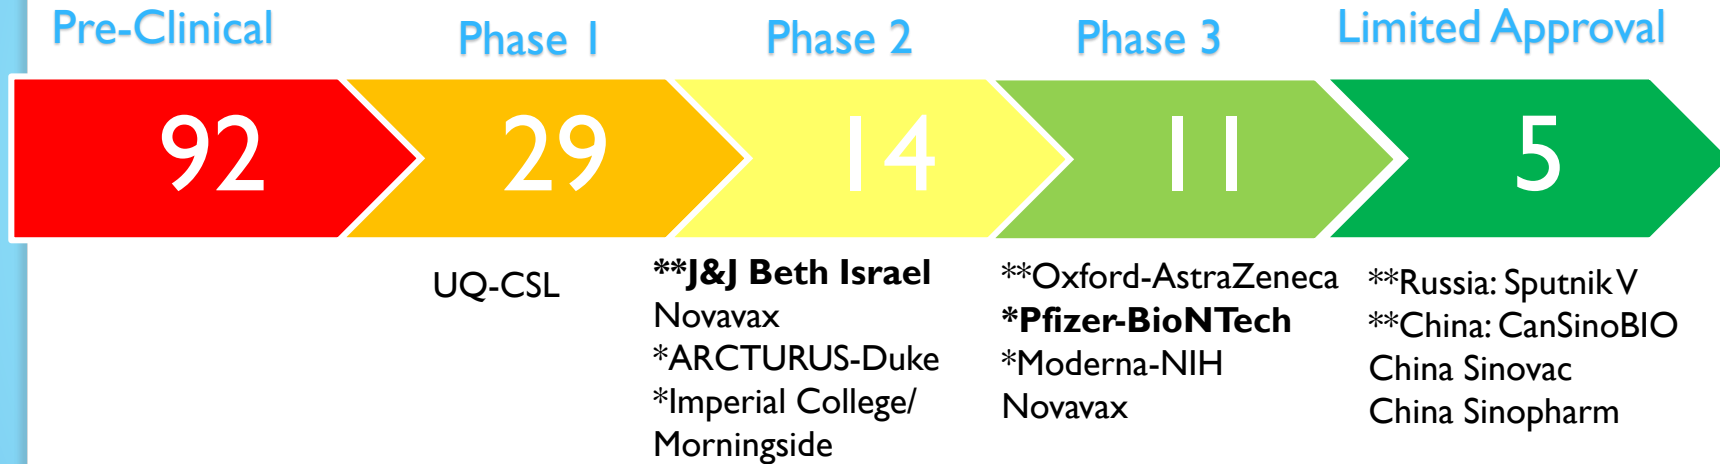 Pre-Clinical
Phase 1
Phase 2
Phase 3
Limited Approval
92
29
14
11
5
UQ-CSL
**J&J Beth Israel
Novavax
*ARCTURUS-Duke
*Imperial College/
Morningside
**Oxford-AstraZeneca
*Pfizer-BioNTech
*Moderna-NIH
Novavax
**Russia: Sputnik V
**China: CanSinoBIO
China Sinovac
China Sinopharm